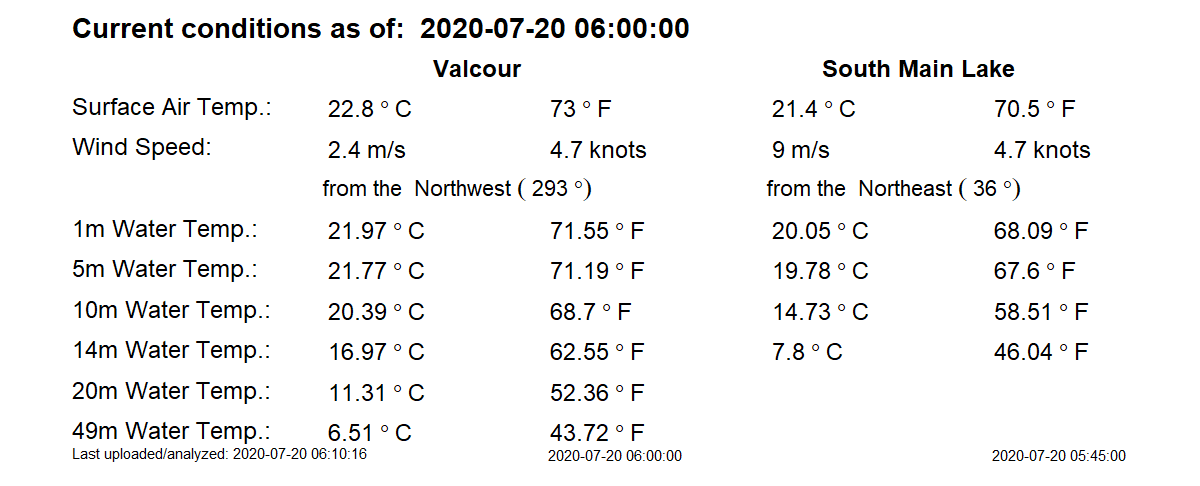 Current conditions as of:  2020-07-20 06:00:00
Valcour South Main Lake
Surface Air Temp.: 22.8 ° C 73 ° F 21.4 ° C 70.5 ° F
Wind Speed: 2.4 m/s 4.7 knots 9 m/s 4.7 knots
from the  Northwest ( 293 °) from the  Northeast ( 36 °)
1m Water Temp.: 21.97 ° C 71.55 ° F 20.05 ° C 68.09 ° F
5m Water Temp.: 21.77 ° C 71.19 ° F 19.78 ° C 67.6 ° F
10m Water Temp.: 20.39 ° C 68.7 ° F 14.73 ° C 58.51 ° F
14m Water Temp.: 16.97 ° C 62.55 ° F 7.8 ° C 46.04 ° F
20m Water Temp.: 11.31 ° C 52.36 ° F
49m Water Temp.: 6.51 ° C 43.72 ° F
Last uploaded/analyzed: 2020-07-20 06:10:16 2020-07-20 06:00:00 2020-07-20 05:45:00